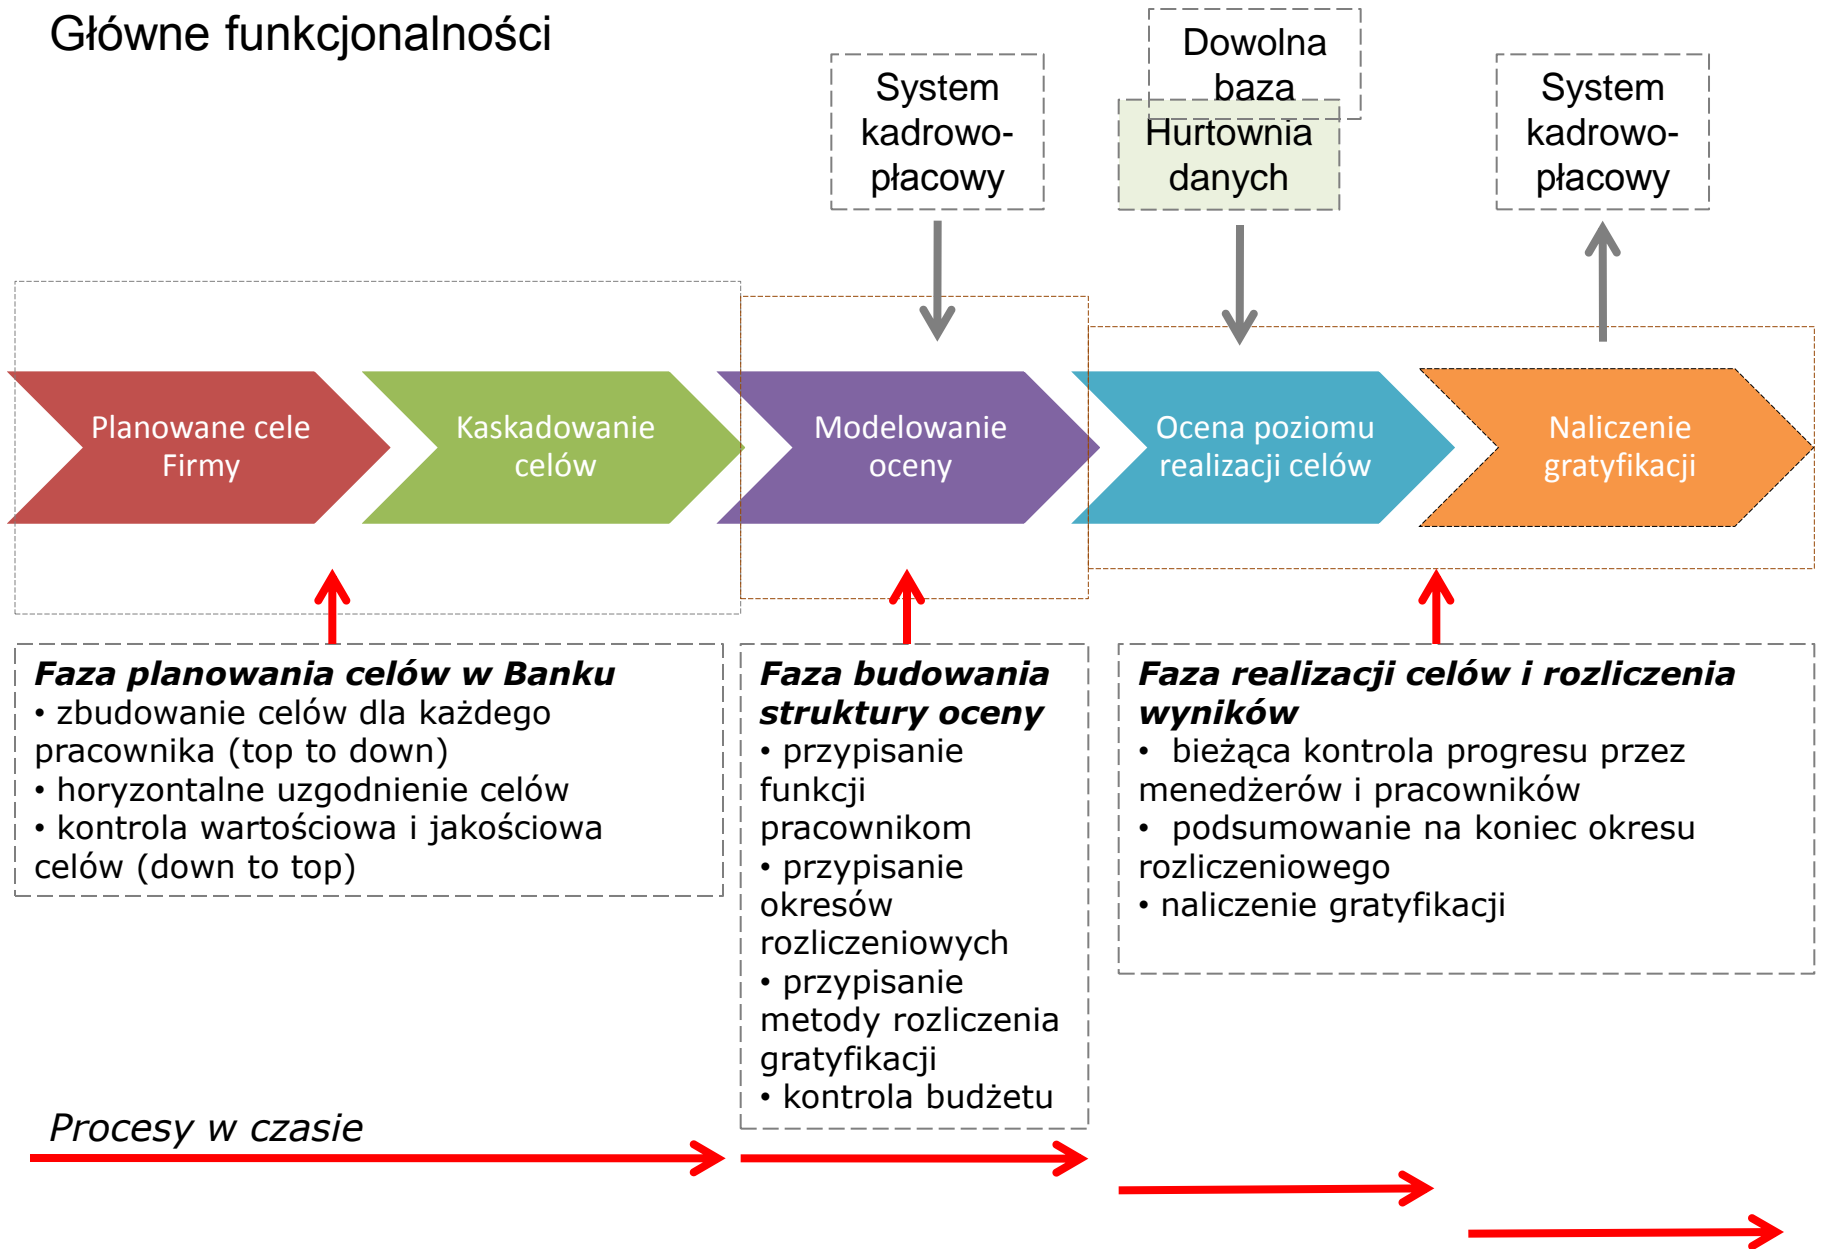 Główne funkcjonalności
System
kadrowo-
płacowy
Dowolna
baza
Hurtownia
danych
System
kadrowo-
płacowy
Planowane cele
Firmy
Kaskadowanie
celów
Modelowanie
oceny
Ocena poziomu
realizacji celów
Naliczenie
gratyfikacji
Faza planowania celów w Banku
• zbudowanie celów dla każdego
pracownika (top to down)
• horyzontalne uzgodnienie celów
• kontrola wartościowa i jakościowa
celów (down to top)
Faza budowania
struktury oceny
• przypisanie
funkcji
pracownikom
• przypisanie
okresów
rozliczeniowych
• przypisanie
metody rozliczenia
gratyfikacji
• kontrola budżetu
Faza realizacji celów i rozliczenia
wyników
• bieżąca kontrola progresu przez
menedżerów i pracowników
• podsumowanie na koniec okresu
rozliczeniowego
• naliczenie gratyfikacji
Procesy w czasie